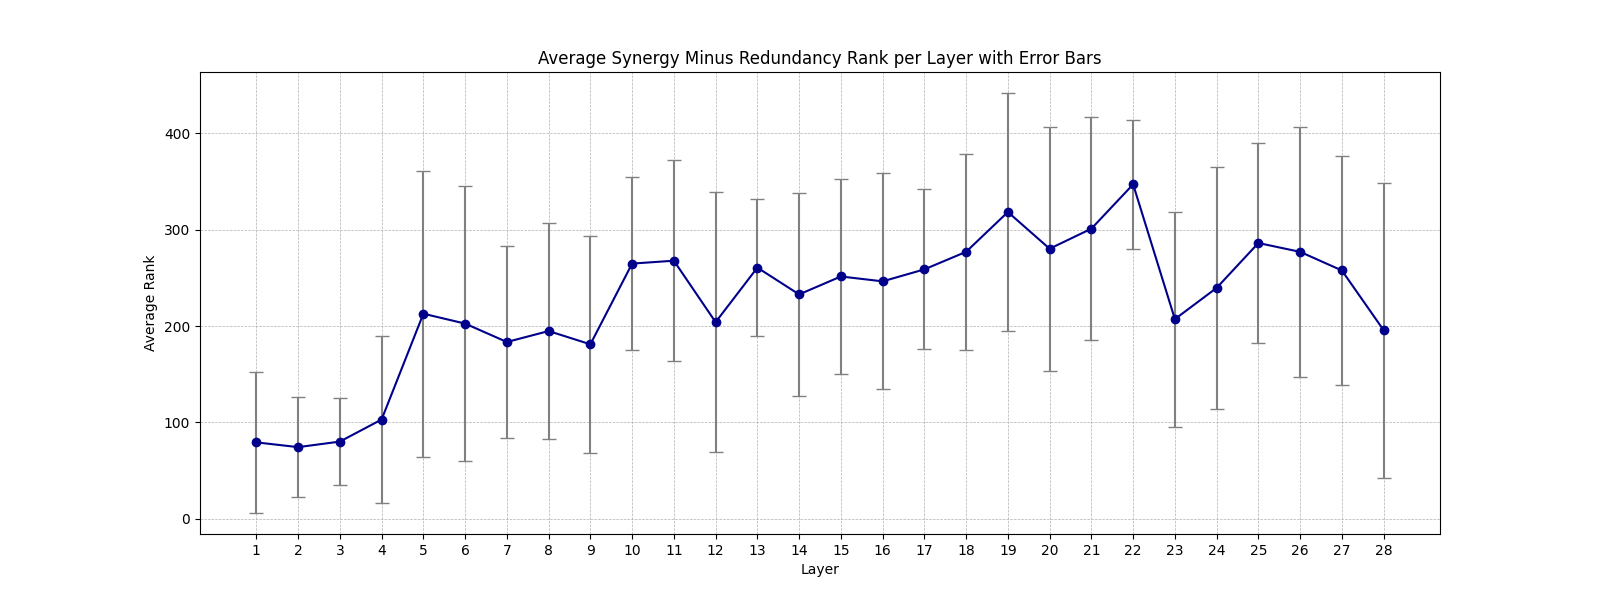 Average Synergy Minus Redundancy Rank per Layer with Error Bars
Average Rank
400
300
200
100
0
1 2 3 4 5 6 7 8 9 10 11 12 13 14 15 16 17 18 19 20 21 22 23 24 25 26 27 28
Layer